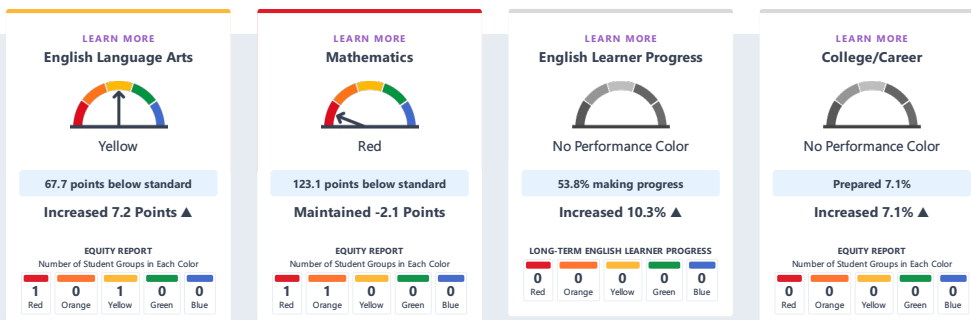 LEARN MORE
English Language Arts
Yellow
67.7 points below standard
Increased 7.2 Points ▲
EQUITY REPORT
Number of Student Groups in Each Color
1 0 1 0 0
Red Orange Yellow Green Blue
LEARN MORE
Mathematics
Red
123.1 points below standard
Maintained -2.1 Points
EQUITY REPORT
Number of Student Groups in Each Color
1 1 0 0 0
Red Orange Yellow Green Blue
LEARN MORE
English Learner Progress
No Performance Color
53.8% making progress
Increased 10.3% ▲
LONG-TERM ENGLISH LEARNER PROGRESS
0 0 0 0 0
Red Orange Yellow Green Blue
LEARN MORE
College/Career
No Performance Color
Prepared 7.1%
Increased 7.1% ▲
EQUITY REPORT
Number of Student Groups in Each Color
0 0 0 0 0
Red Orange Yellow Green Blue